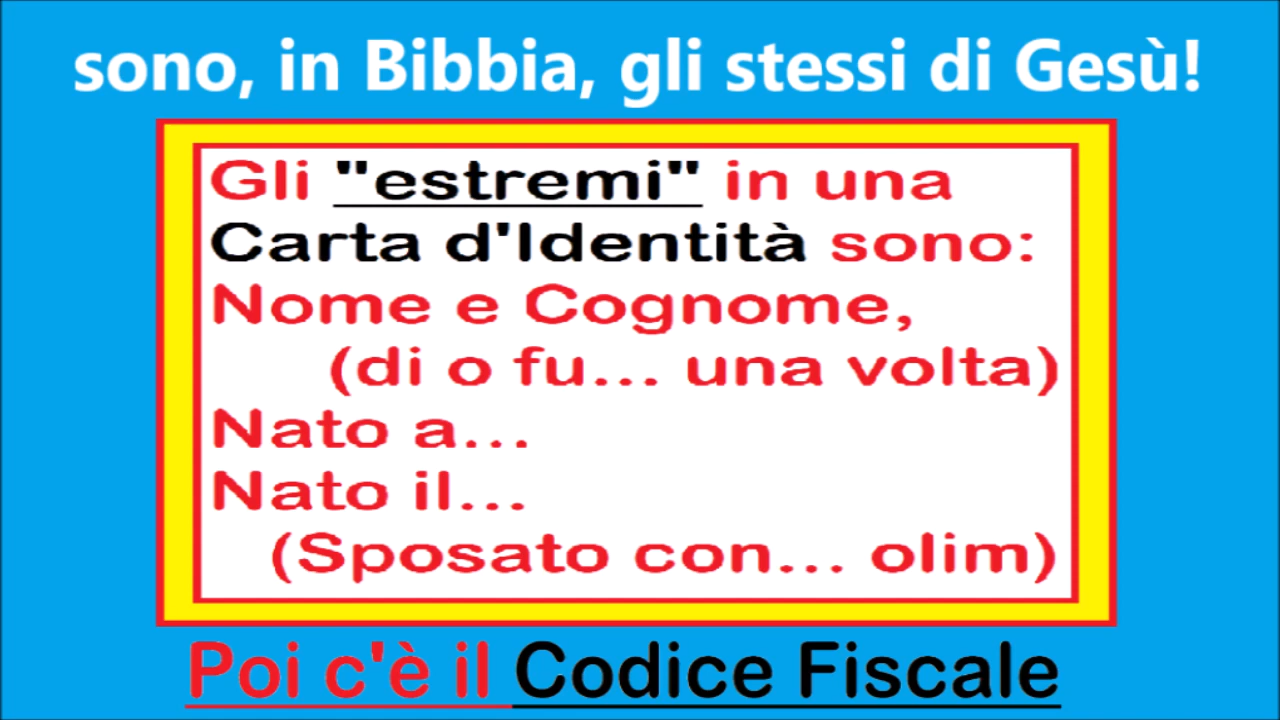 sono, in Bibbia, gli stessi di Gesù!
Gli "estremi" in una
Carta d'Identità sono:
Nome e Cognome,
(di o fu... una volta)
Nato a...
Nato il...
(Sposato con... olim)
Poi c'è il Codice Fiscale